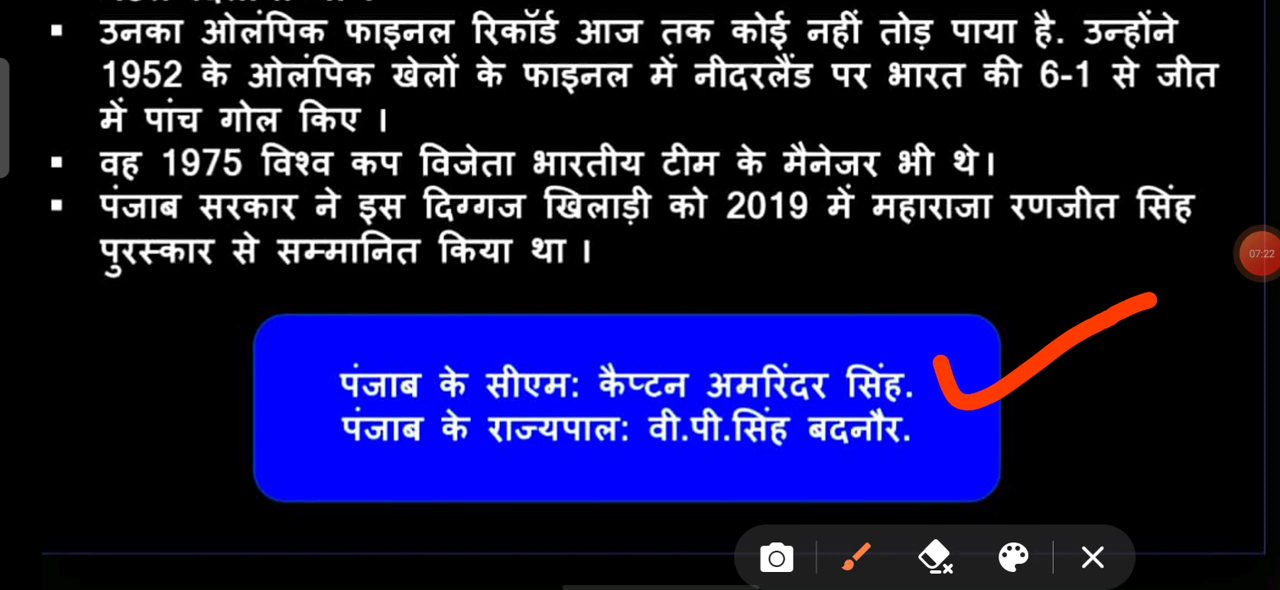 ▪ उनका ओलंपिक फाइनल रिकॉर्ड आज तक कोई नहीं तोड़ पाया है. उन्होंने
1952 के ओलंपिक खेलों के फाइनल में नीदरलैंड पर भारत की 6-1 से जीत
में पांच गोल किए ।
▪ वह 1975 विश्व कप विजेता भारतीय टीम के मैनेजर भी थे।
▪ पंजाब सरकार ने इस दिग्गज खिलाड़ी को 2019 में महाराजा रणजीत सिंह
पुरस्कार से सम्मानित किया था ।
07:22
पंजाब के सीएम: कैप्टन अमरिंदर सिंह.
पंजाब के राज्यपाल: वी.पी.सिंह बदनौर.